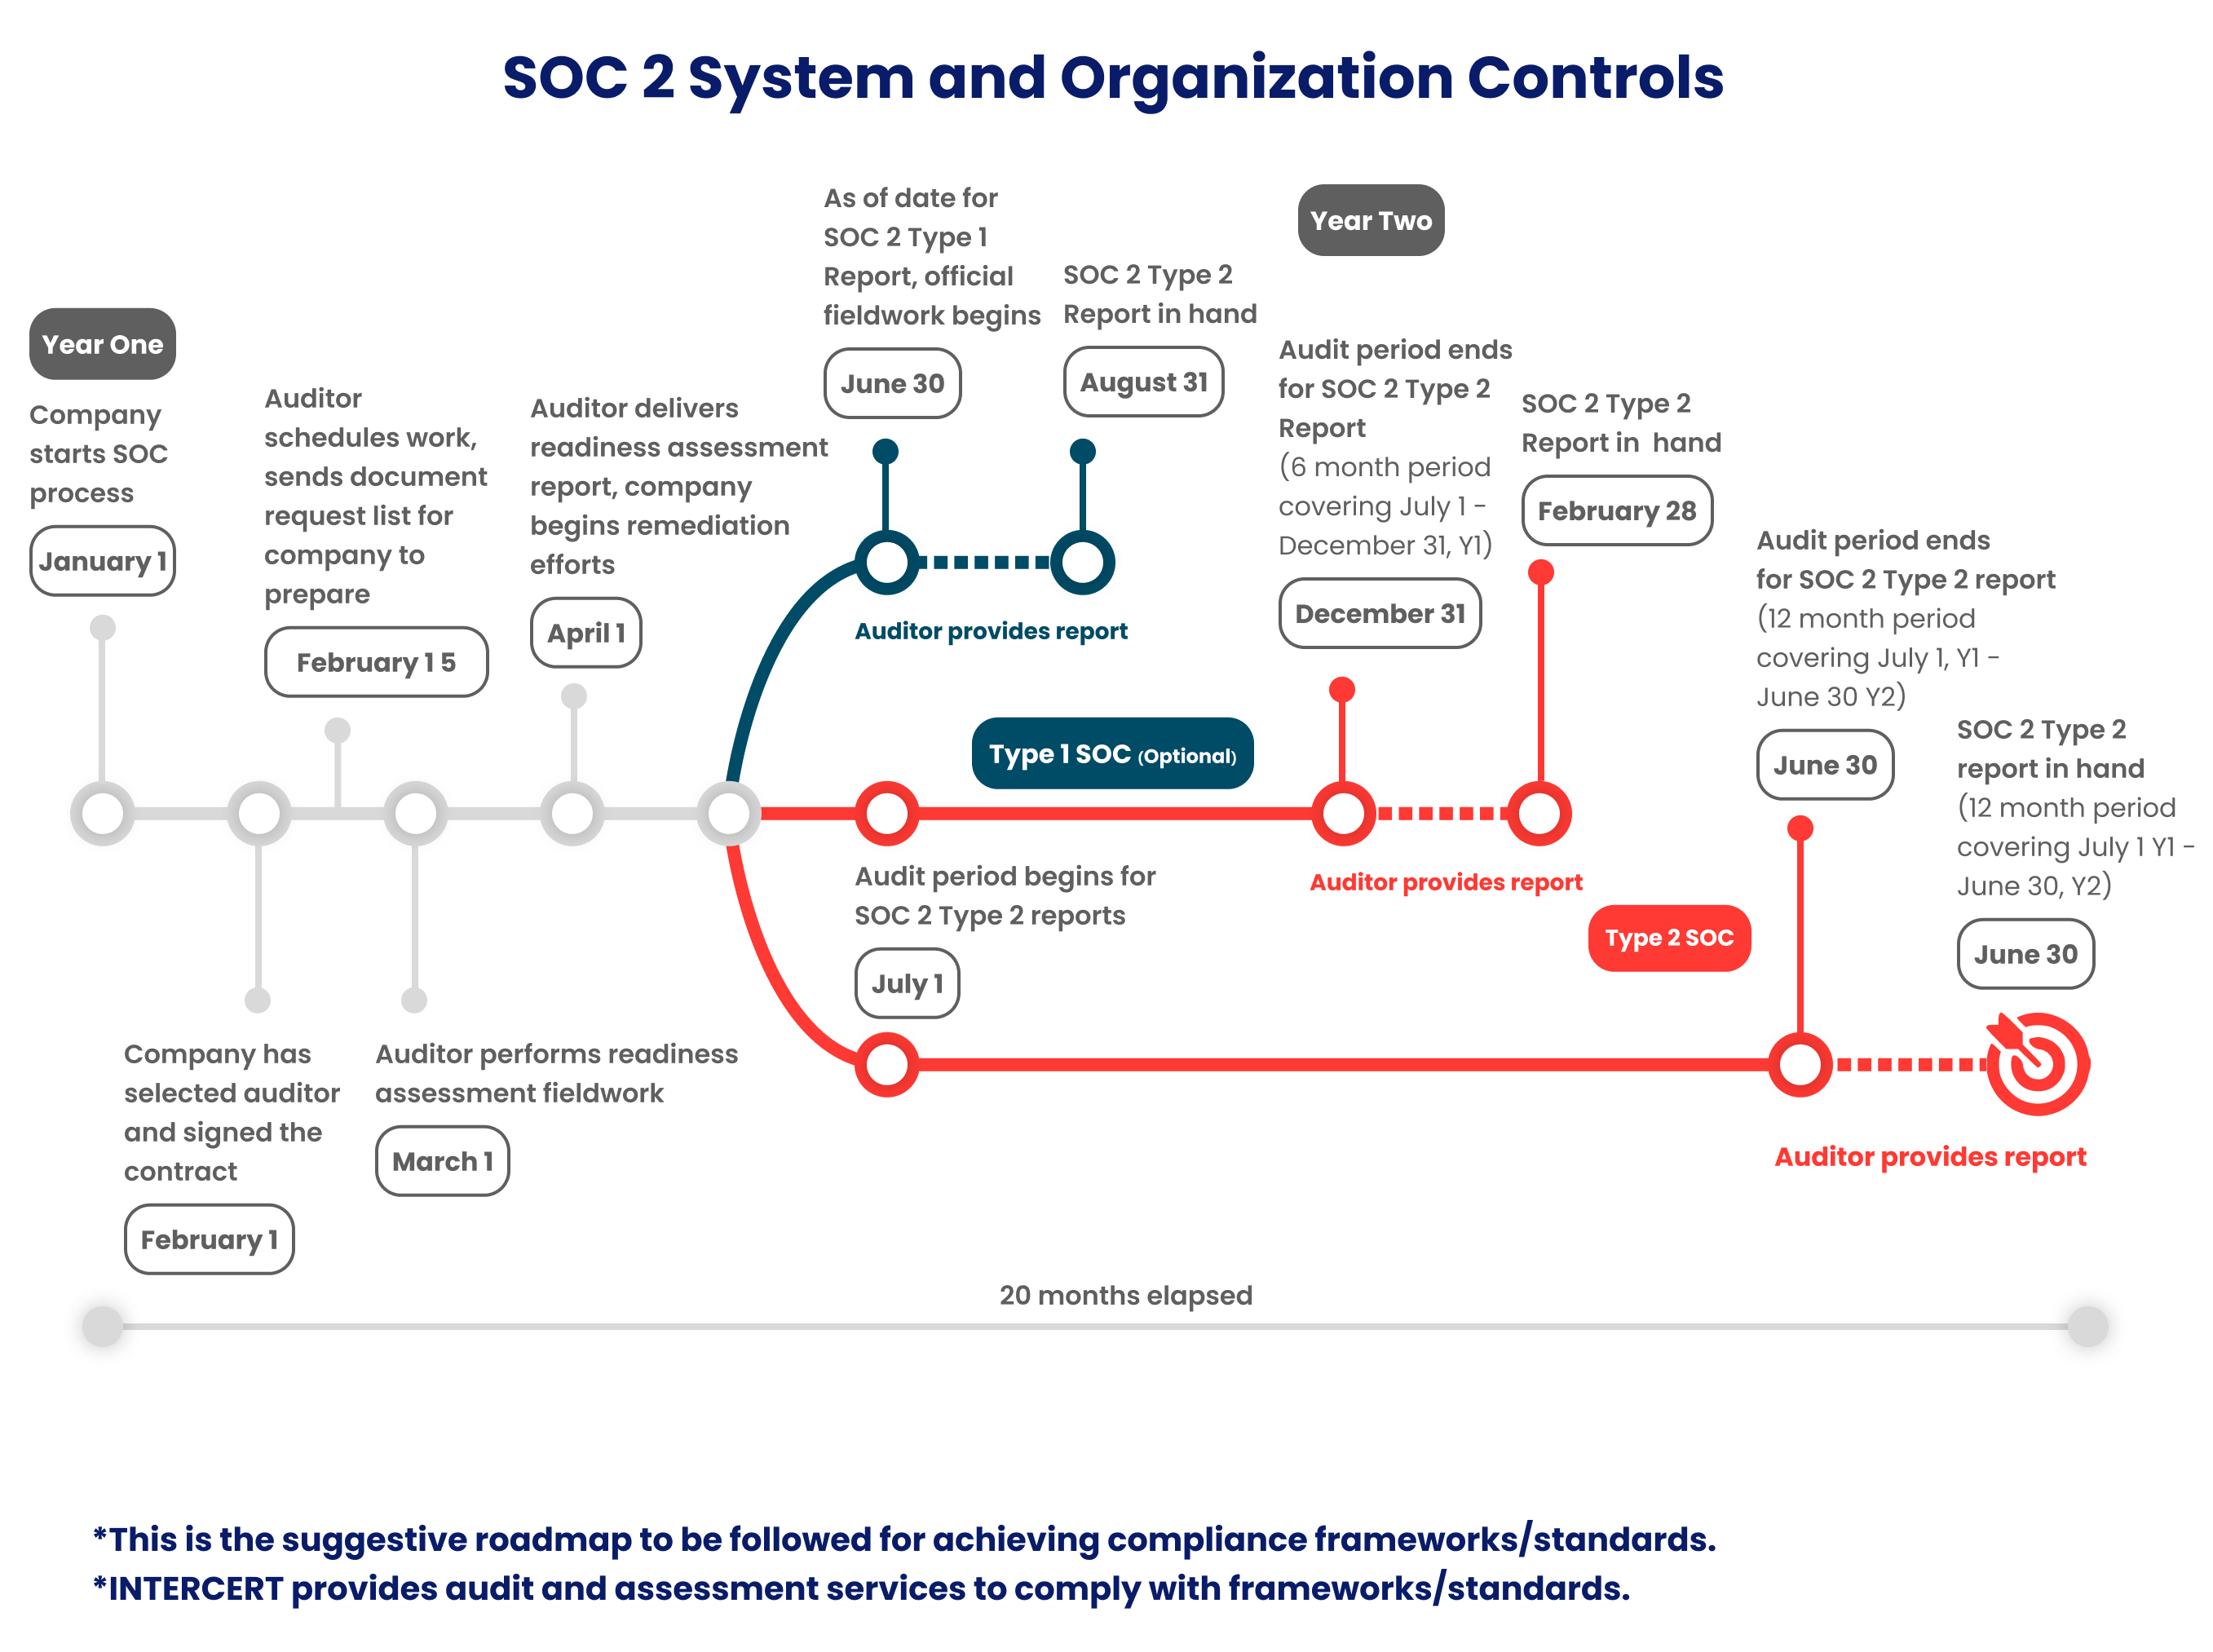 SOC 2 System and Organization Controls
Year One
Company
starts SOC
process
January 1
Auditor
schedules work,
sends document
request list for
company to
prepare
February 1 5
Auditor delivers
readiness assessment
report, company
begins remediation
efforts
April 1
As of date for
SOC 2 Type 1
Report, official
fieldwork begins
June 30
SOC 2 Type 2
Report in hand
August 31
Auditor provides report
Year Two
Audit period ends
for SOC 2 Type 2
Report
(6 month period
covering July 1 -
December 31, Y1)
December 31
SOC 2 Type 2
Report in hand
February 28
Type 1 SOC (Optional)
Auditor provides report
Audit period ends
for SOC 2 Type 2 report
(12 month period
covering July 1, Y1 -
June 30 Y2)
June 30
SOC 2 Type 2
report in hand
(12 month period
covering July 1 Y1 -
June 30, Y2)
June 30
Type 2 SOC
Audit period begins for
SOC 2 Type 2 reports
July 1
Company has
selected auditor
and signed the
contract
February 1
Auditor performs readiness
assessment fieldwork
March 1
Auditor provides report
20 months elapsed
*This is the suggestive roadmap to be followed for achieving compliance frameworks/standards.
*INTERCERT provides audit and assessment services to comply with frameworks/standards.